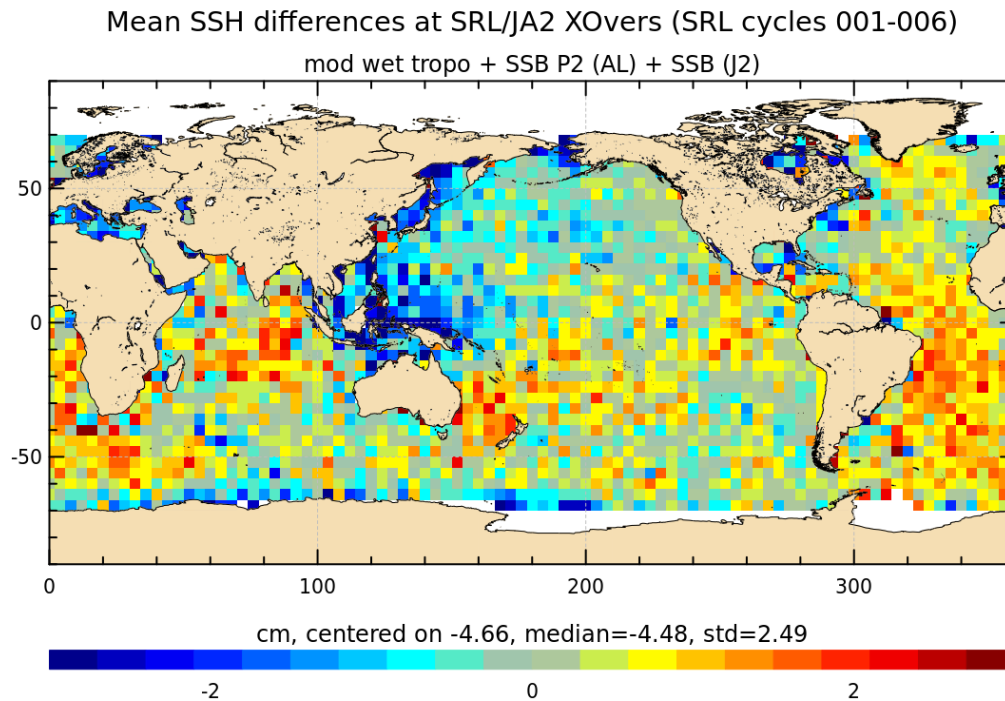 Mean SSH differences at SRL/JA2 XOvers (SRL cycles 001-006)
mod wet tropo + SSB P2 (AL) + SSB (J2)
50
0
-50
0 100 200 300
cm, centered on -4.66, median=-4.48, std=2.49
-2 0 2